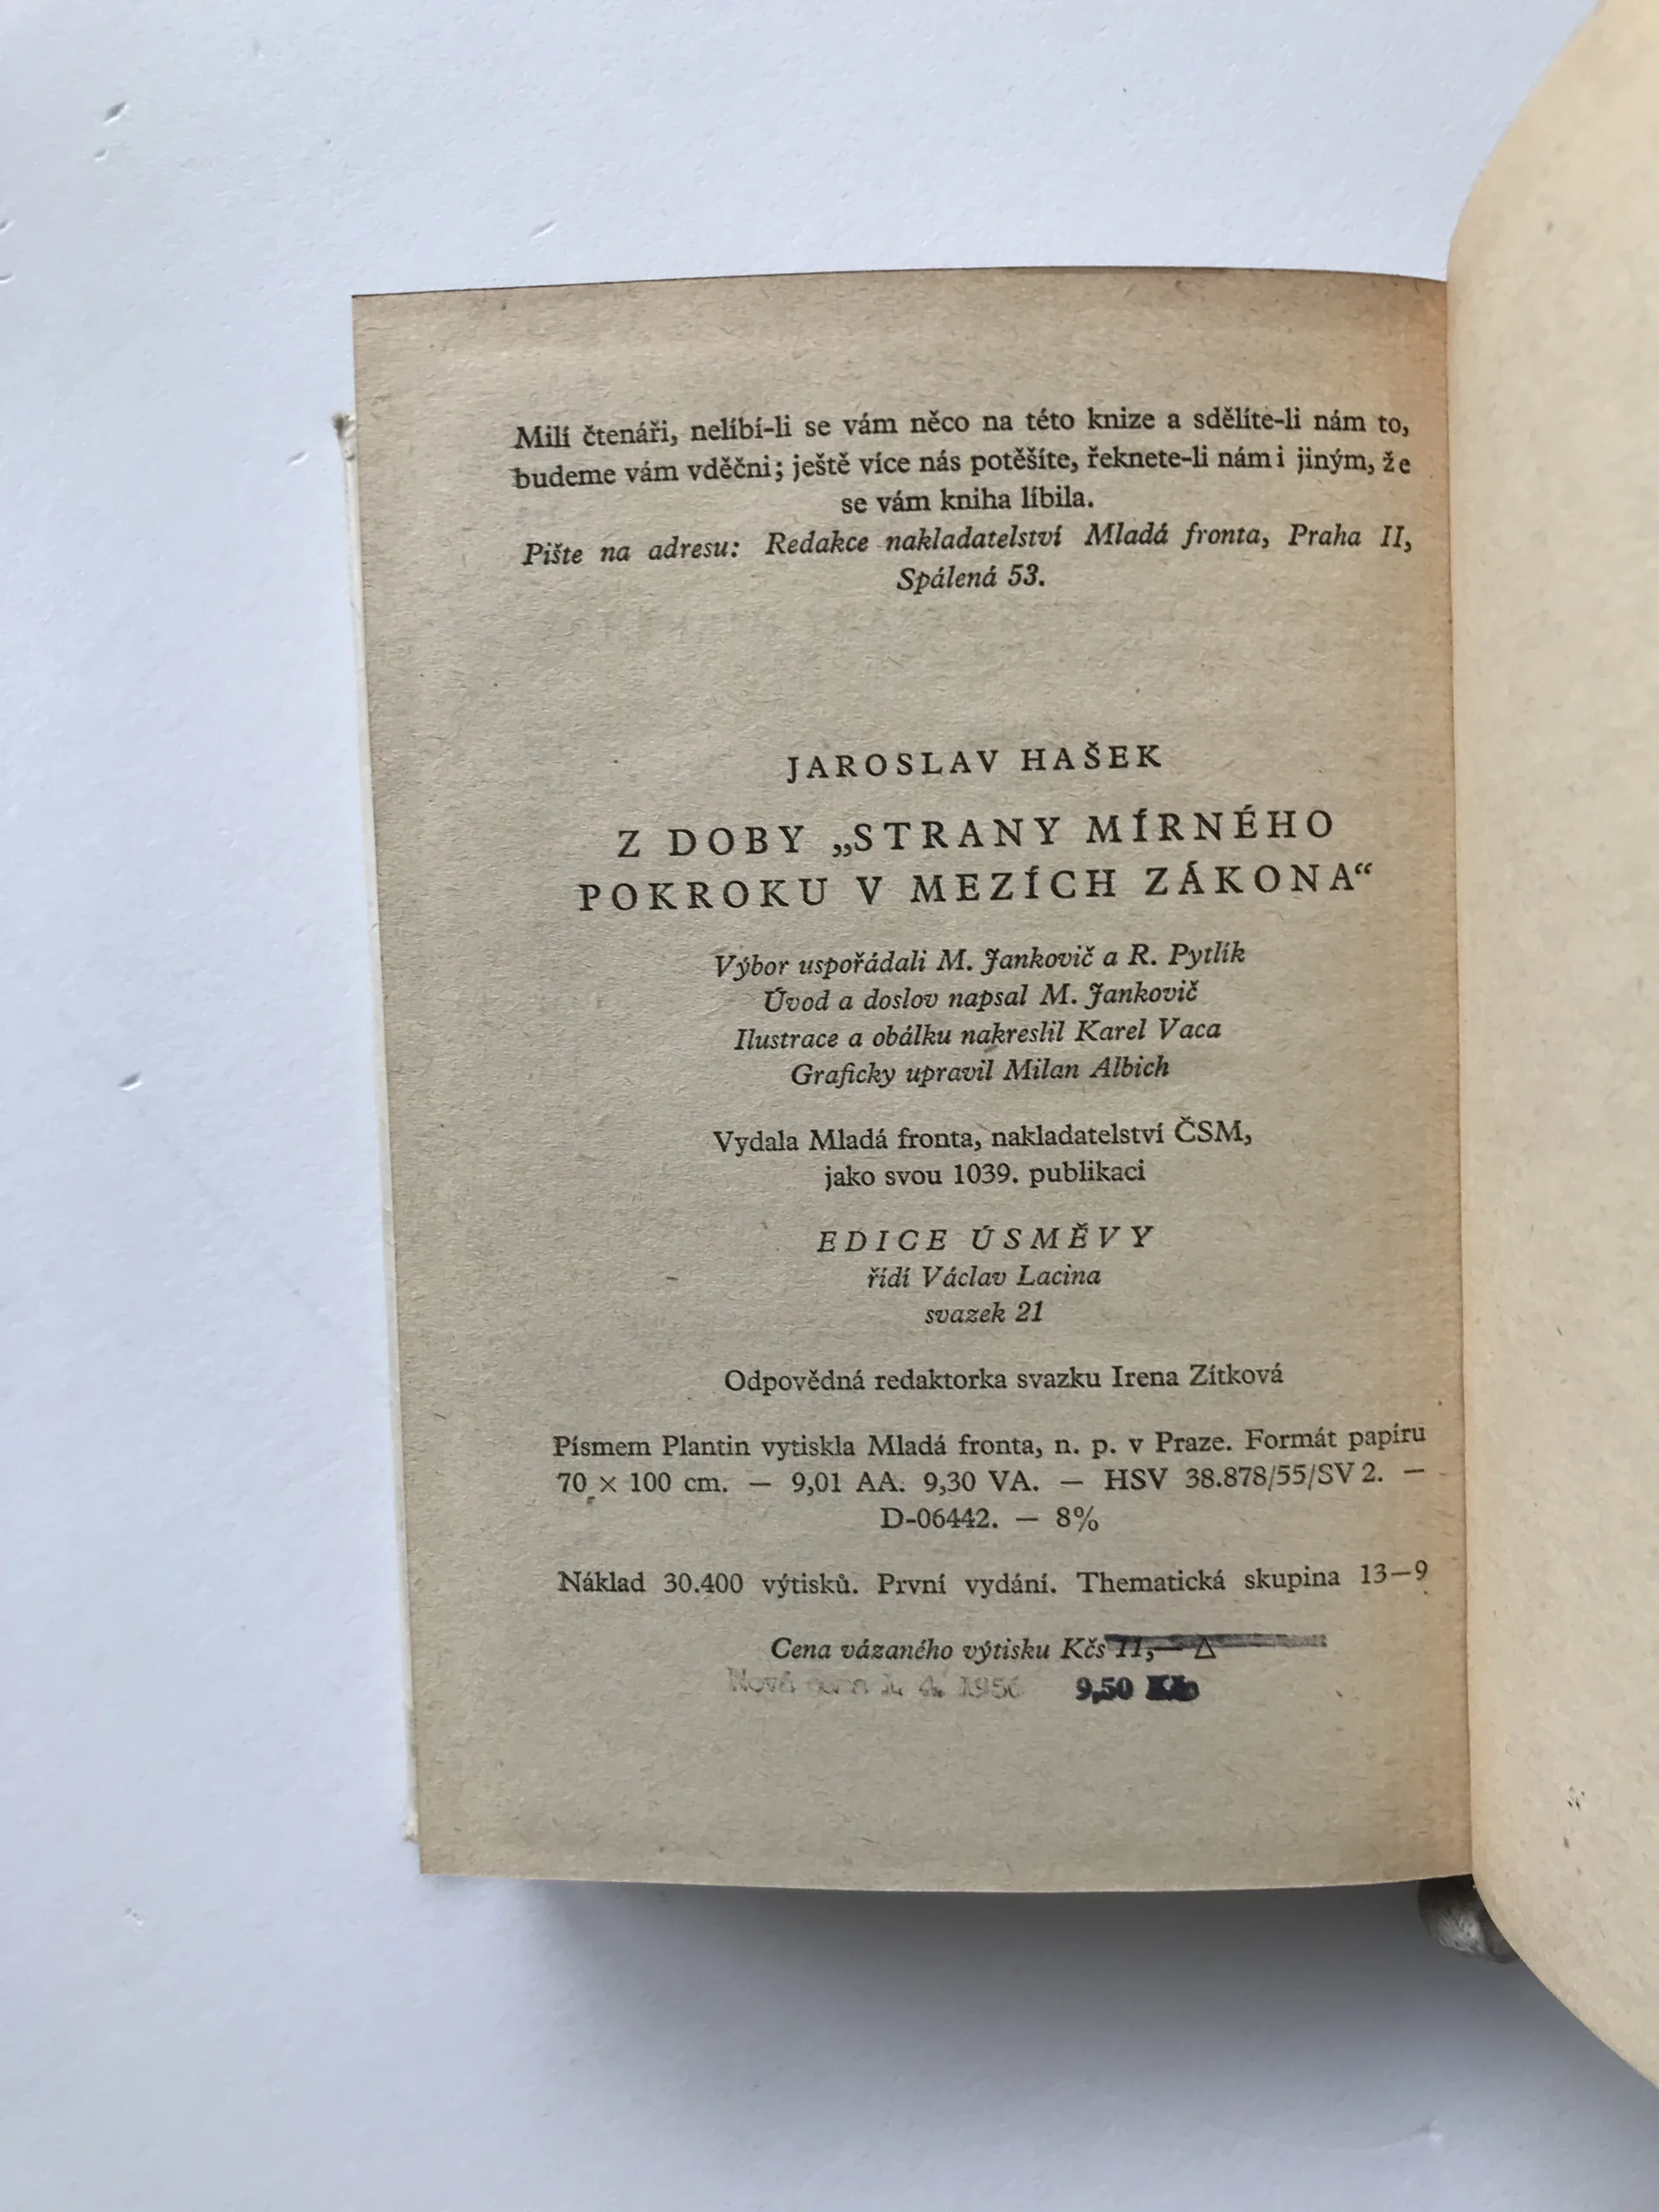 Milí čtenáři, nelíbí-li se vám něco na této knize a sdělíte-li nám to,
budeme vám vděčni; ještě více nás potěšíte, řeknete-li nám i jiným, že
se vám kniha líbila.
Pište na adresu: Redakce nakladatelství Mladá fronta, Praha II,
Spálená 53.
JAROSLAV HAŠEK
Z DOBY „STRANY MÍRNÉHO
POKROKU V MEZÍCH ZÁKONA“
Výbor uspořádali M. Jankovič a R. Pytlík
Úvod a doslov napsal M. Jankovič
Ilustrace a obálku nakreslil Karel Vaca
Graficky upravil Milan Albich
Vydala Mladá fronta, nakladatelství ČSM,
jako svou 1039. publikaci
EDICE ÚSMĚVY
řídí Václav Lacina
svazek 21
Odpovědná redaktorka svazku Irena Zítková
Písmem Plantin vytiskla Mladá fronta, n. p. v Praze. Formát papíru
70 × 100 cm. — 9,01 AA. 9,30 VA. — HSV 38.878/55/SV 2. —
D-06442. — 8%
Náklad 30.400 výtisků. První vydání. Thematická skupina 13—9
Cena vázaného výtisku Kčs 11,— Δ
Nová 1. 4. 1956 9,50